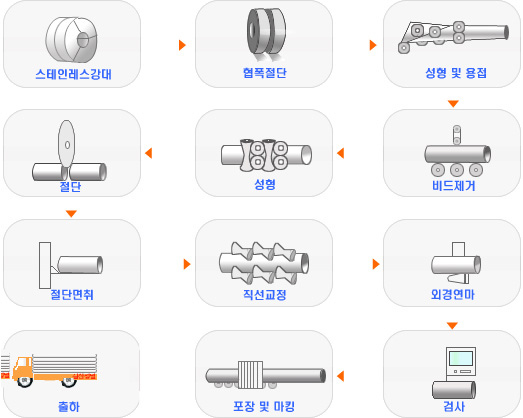 스테인레스강대
협폭절단
성형 및 용접
비드제거
성형
절단
절단면취
직선교정
외경연마
검사
포장 및 마킹
출하